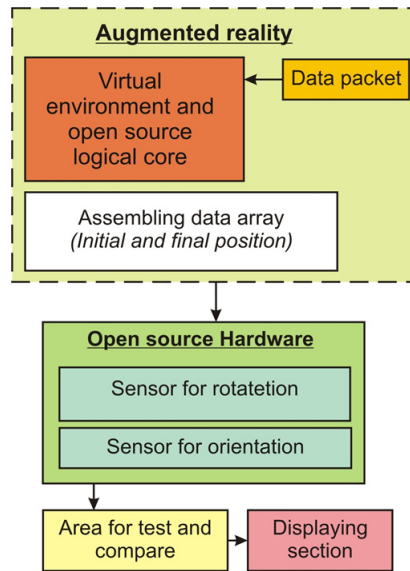 Augmented reality
Virtual
environment and
open source
logical core
Data packet
Assembling data array
(Initial and final position)
Open source Hardware
Sensor for rotatetion
Sensor for orientation
Area for test and
compare
Displaying
section